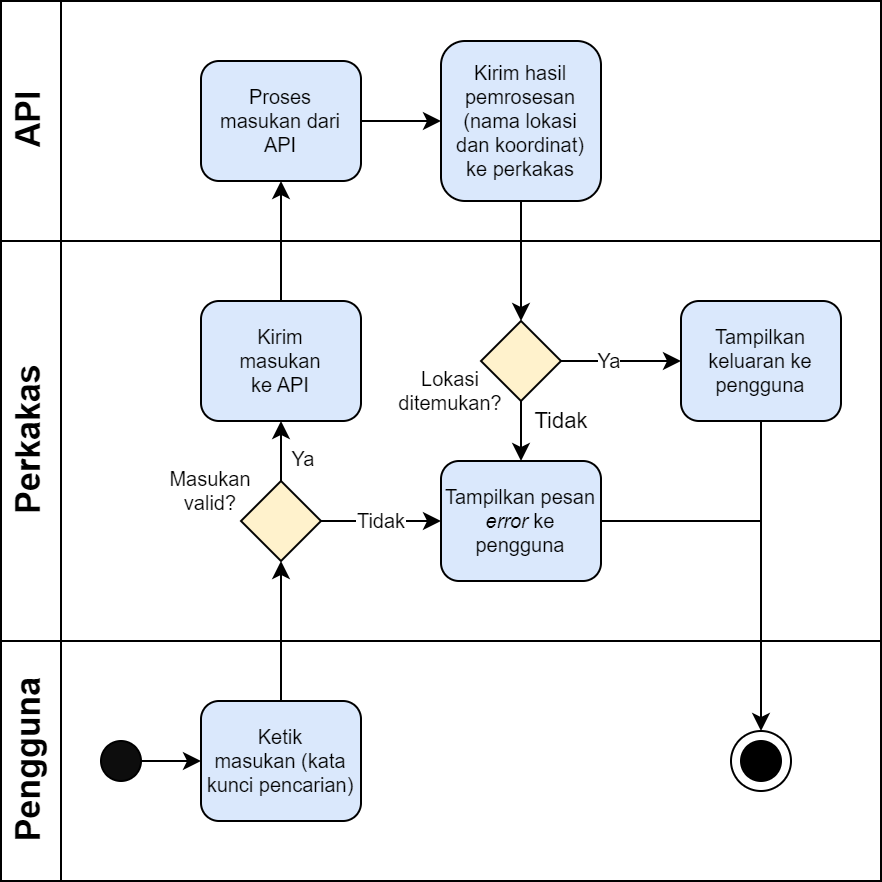 API
Proses
masukan dari
API
Kirim hasil
pemrosesan
(nama lokasi
dan koordinat)
ke perkakas
Perkakas
Kirim
masukan
ke API
Lokasi
ditemukan?
Ya
Tampilkan
keluaran ke
pengguna
Tidak
Ya
Masukan
valid?
Tidak
Tampilkan pesan
error ke
pengguna
Pengguna
Ketik
masukan (kata
kunci pencarian)